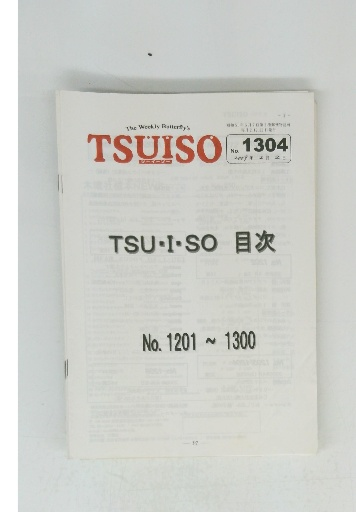 The Weekly Butterfly's
TSUISO
No. 1304
TSU・I・SO 目次
No. 1201 ~ 1300